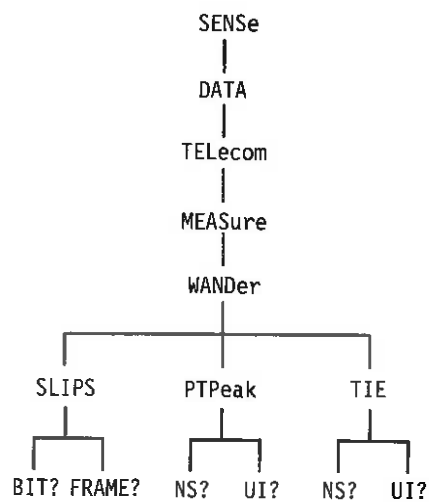 SENSe
DATA
TELecom
MEASure
WANDer
SLIPS PTPeak TIE
BIT? FRAME? NS? UI? NS? UI?